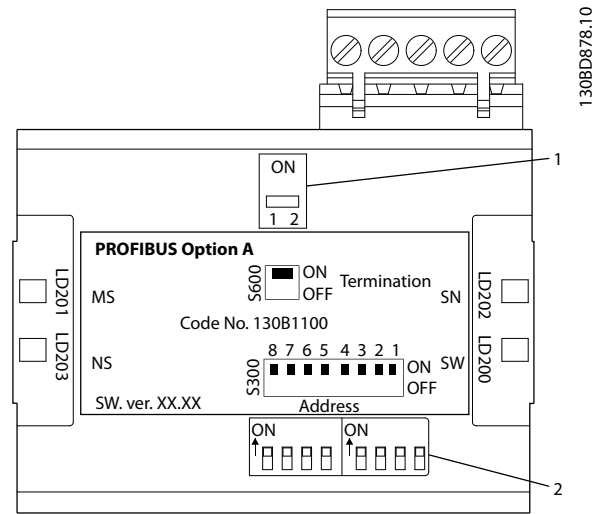 130BD878.10
ON
1 2
1
PROFIBUS Option A
S600
ON
OFF
Termination
LD201
MS
SN
LD202
Code No. 130B1100
LD203
NS
S300
8 7 6 5 4 3 2 1
ON
OFF
SW
LD200
SW. ver. XX.XX
Address
ON
ON
2